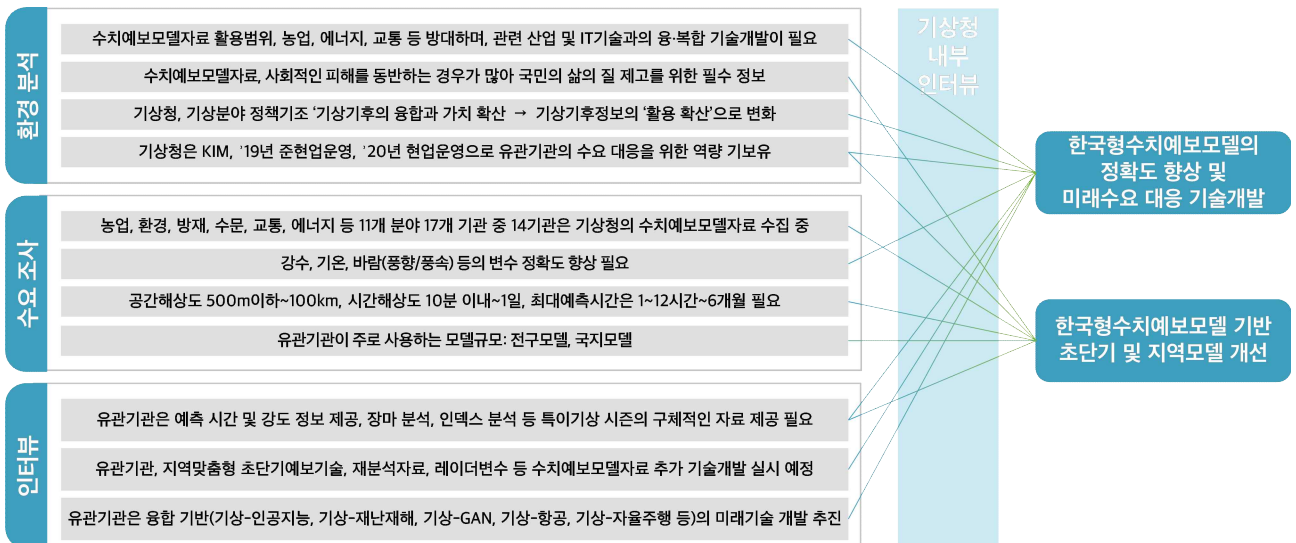 환경 분석
수치예보모델자료 활용범위, 농업, 에너지, 교통 등 방대하며, 관련 산업 및 IT기술과의 융·복합 기술개발이 필요
수치예보모델자료, 사회적인 피해를 동반하는 경우가 많아 국민의 삶의 질 제고를 위한 필수 정보
기상청, 기상분야 정책기조 ‘기상기후의 융합과 가치 확산 → 기상기후정보의 ‘활용 확산’으로 변화
기상청은 KIM, ’19년 준현업운영, ’20년 현업운영으로 유관기관의 수요 대응을 위한 역량 기보유
수요 조사
농업, 환경, 방재, 수문, 교통, 에너지 등 11개 분야 17개 기관 중 14기관은 기상청의 수치예보모델자료 수집 중
강수, 기온, 바람(풍향/풍속) 등의 변수 정확도 향상 필요
공간해상도 500m이하~100km, 시간해상도 10분 이내~1일, 최대예측시간은 1~12시간~6개월 필요
유관기관이 주로 사용하는 모델규모: 전구모델, 국지모델
인터뷰
유관기관은 예측 시간 및 강도 정보 제공, 장마 분석, 인덱스 분석 등 특이기상 시즌의 구체적인 자료 제공 필요
유관기관, 지역맞춤형 초단기예보기술, 재분석자료, 레이더변수 등 수치예보모델자료 추가 기술개발 실시 예정
유관기관은 융합 기반(기상-인공지능, 기상-재난재해, 기상-GAN, 기상-항공, 기상-자율주행 등)의 미래기술 개발 추진
기상청
내부
인터뷰
한국형수치예보모델의
정확도 향상 및
미래수요 대응 기술개발
한국형수치예보모델 기반
초단기 및 지역모델 개선